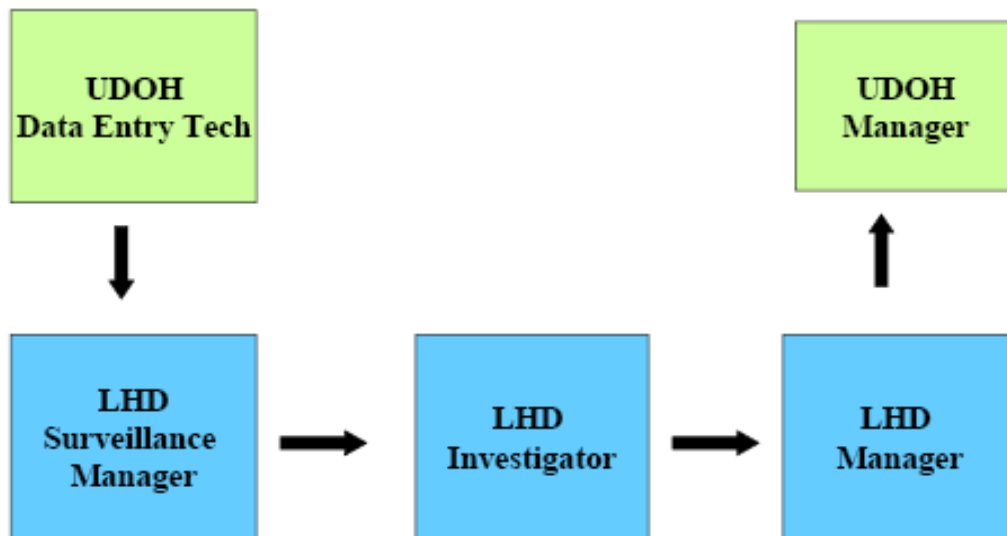 UDOH
Data Entry Tech
UDOH
Manager
LHD
Surveillance
Manager
LHD
Investigator
LHD
Manager